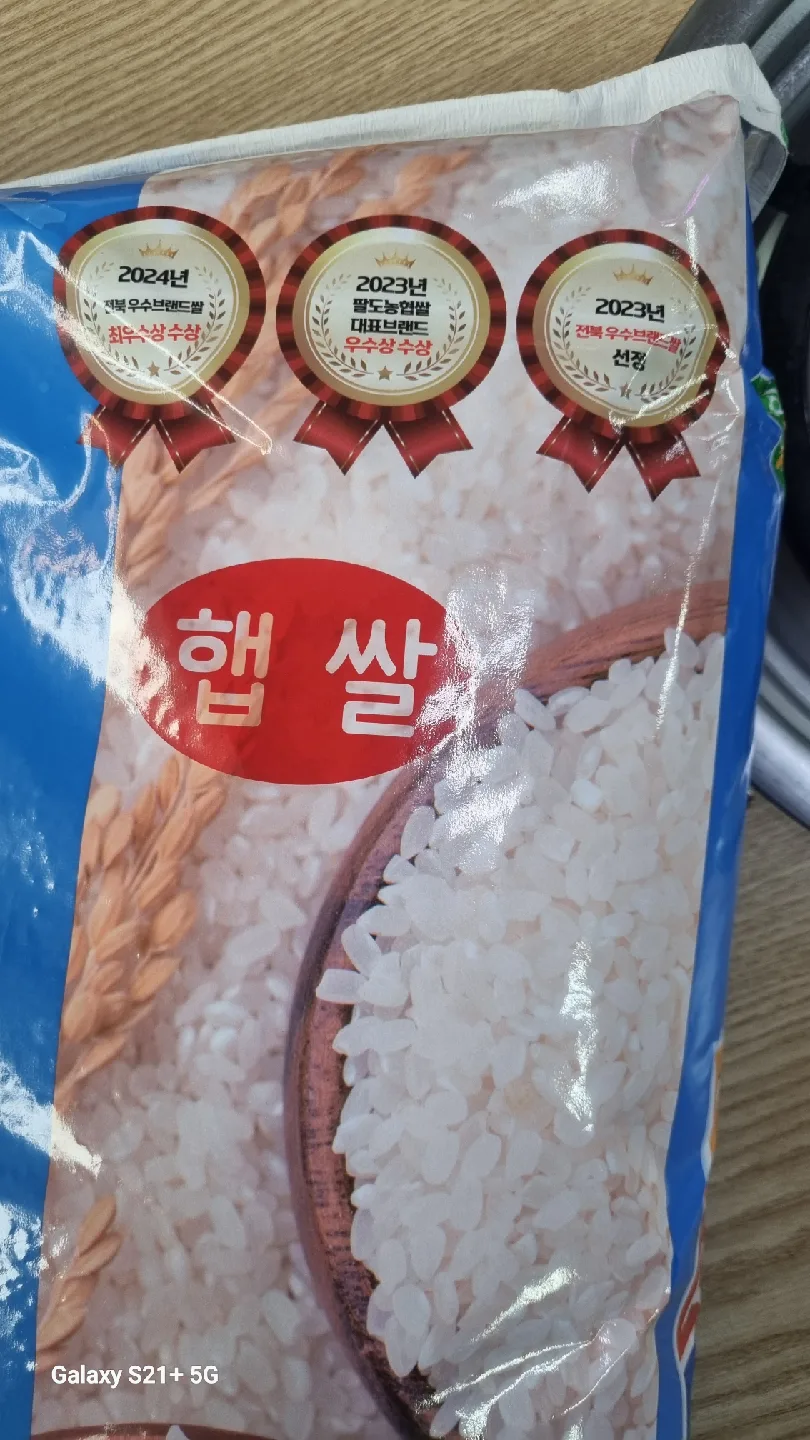 2024년
전북 우수브랜드쌀
최우수상 수상
2023년
팔도농협쌀
대표브랜드
우수상 수상
2023년
전북 우수브랜드쌀
선정
햅 쌀
Galaxy S21+ 5G